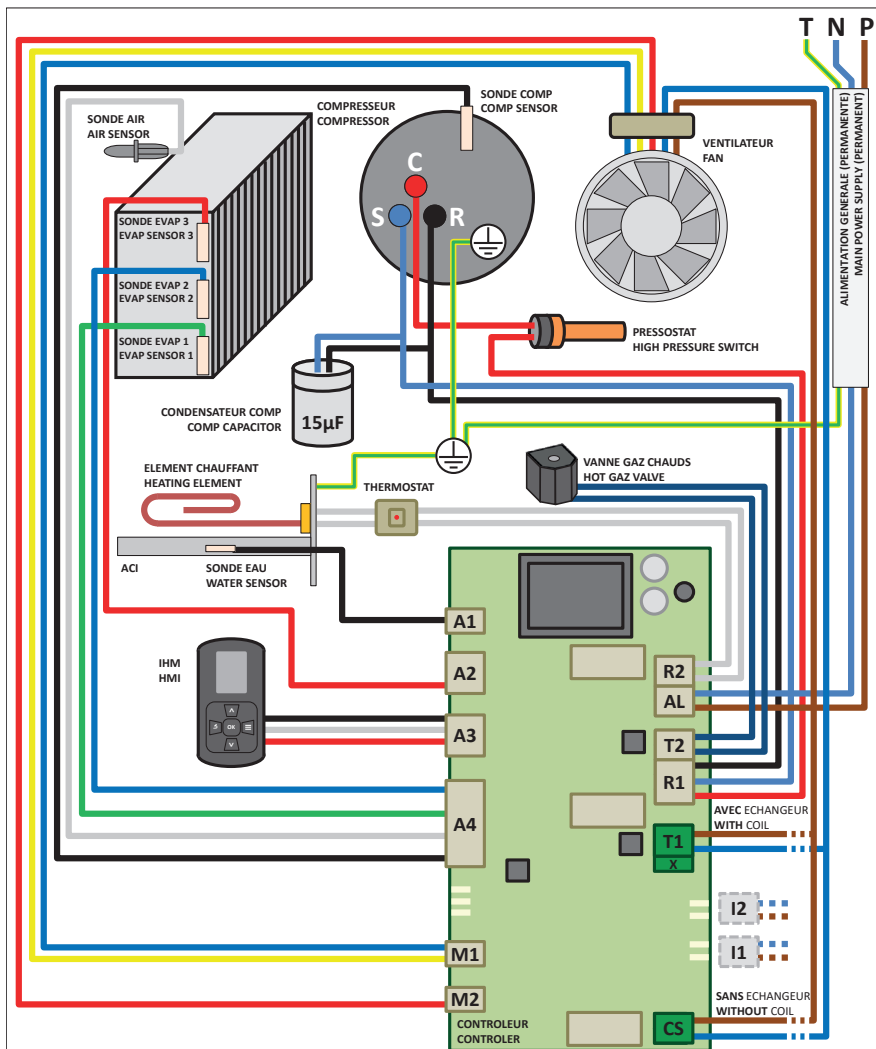 T N P
SONDE COMP
COMP SENSOR
COMPRESSEUR
COMPRESSOR
SONDE AIR
AIR SENSOR
VENTILATEUR
FAN
ALIMENTATION GENERALE (PERMANENTE)
MAIN POWER SUPPLY (PERMANENT)
C
S
R
SONDE EVAP 3
EVAP SENSOR 3
SONDE EVAP 2
EVAP SENSOR 2
SONDE EVAP 1
EVAP SENSOR 1
PRESSOSTAT
HIGH PRESSURE SWITCH
CONDENSATEUR COMP
COMP CAPACITOR
15µF
ELEMENT CHAUFFANT
HEATING ELEMENT
THERMOSTAT
VANNE GAZ CHAUDS
HOT GAZ VALVE
ACI
SONDE EAU
WATER SENSOR
A1
IHM
HMI
OK
A2
A3
A4
M1
M2
R2
AL
T2
R1
AVEC ECHANGEUR
WITH COIL
T1
X
I2
I1
SANS ECHANGEUR
WITHOUT COIL
CS
CONTROLEUR
CONTROLER